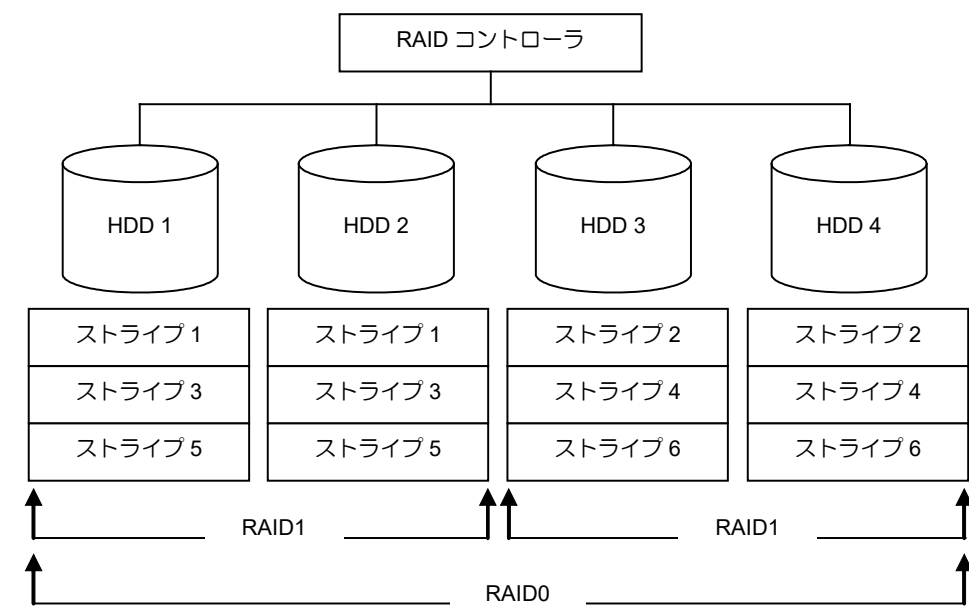 RAID コントローラ
HDD 1
HDD 2
HDD 3
HDD 4
ストライプ 1
ストライプ 1
ストライプ 2
ストライプ 2
ストライプ 3
ストライプ 3
ストライプ 4
ストライプ 4
ストライプ 5
ストライプ 5
ストライプ 6
ストライプ 6
RAID1
RAID1
RAID0